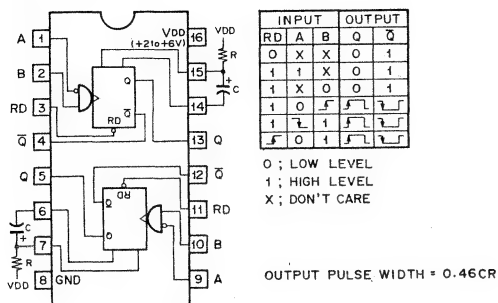 A 1
B 2
RD 3
Q̅ 4
Q 5
6
7
8 GND
C
+
R
VDD
VDD 16
(+2 to +6V)
15
14
13 Q
12 Q̅
11 RD
10 B
9 A
VDD
R
+
C
Q
Q̅
RD
RD
Q̅
Q
INPUT OUTPUT
RD A B Q Q̅
0 X X 0 1
1 1 X 0 1
1 X 0 0 1
1 0
1 1
0 1
0 ; LOW LEVEL
1 ; HIGH LEVEL
X ; DON'T CARE
OUTPUT PULSE WIDTH = 0.46CR